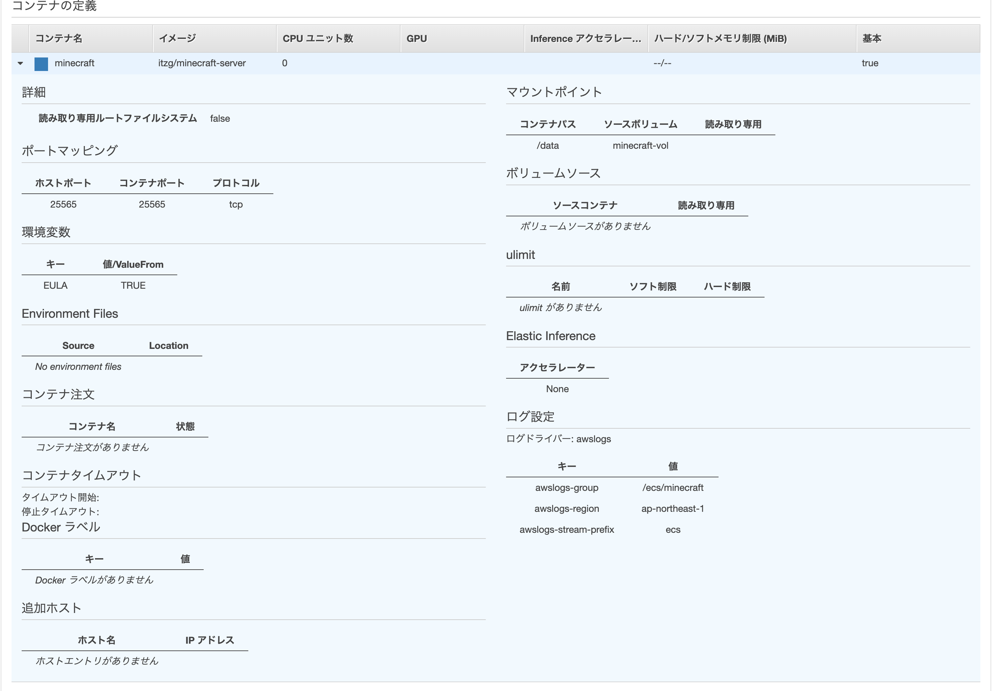 コンテナの定義
コンテナ名 イメージ CPU ユニット数 GPU Inference アクセラレー... ハード/ソフトメモリ制限 (MiB) 基本
minecraft itzg/minecraft-server 0 --/-- true
詳細
読み取り専用ルートファイルシステム false
ポートマッピング
ホストポート コンテナポート プロトコル
25565 25565 tcp
環境変数
キー 値/ValueFrom
EULA TRUE
Environment Files
Source Location
No environment files
コンテナ注文
コンテナ名 状態
コンテナ注文がありません
コンテナタイムアウト
タイムアウト開始:
停止タイムアウト:
Docker ラベル
キー 値
Docker ラベルがありません
追加ホスト
ホスト名 IP アドレス
ホストエントリがありません
マウントポイント
コンテナパス ソースボリューム 読み取り専用
/data minecraft-vol
ボリュームソース
ソースコンテナ 読み取り専用
ボリュームソースがありません
ulimit
名前 ソフト制限 ハード制限
ulimit がありません
Elastic Inference
アクセラレーター
None
ログ設定
ログドライバー: awslogs
キー 値
awslogs-group /ecs/minecraft
awslogs-region ap-northeast-1
awslogs-stream-prefix ecs